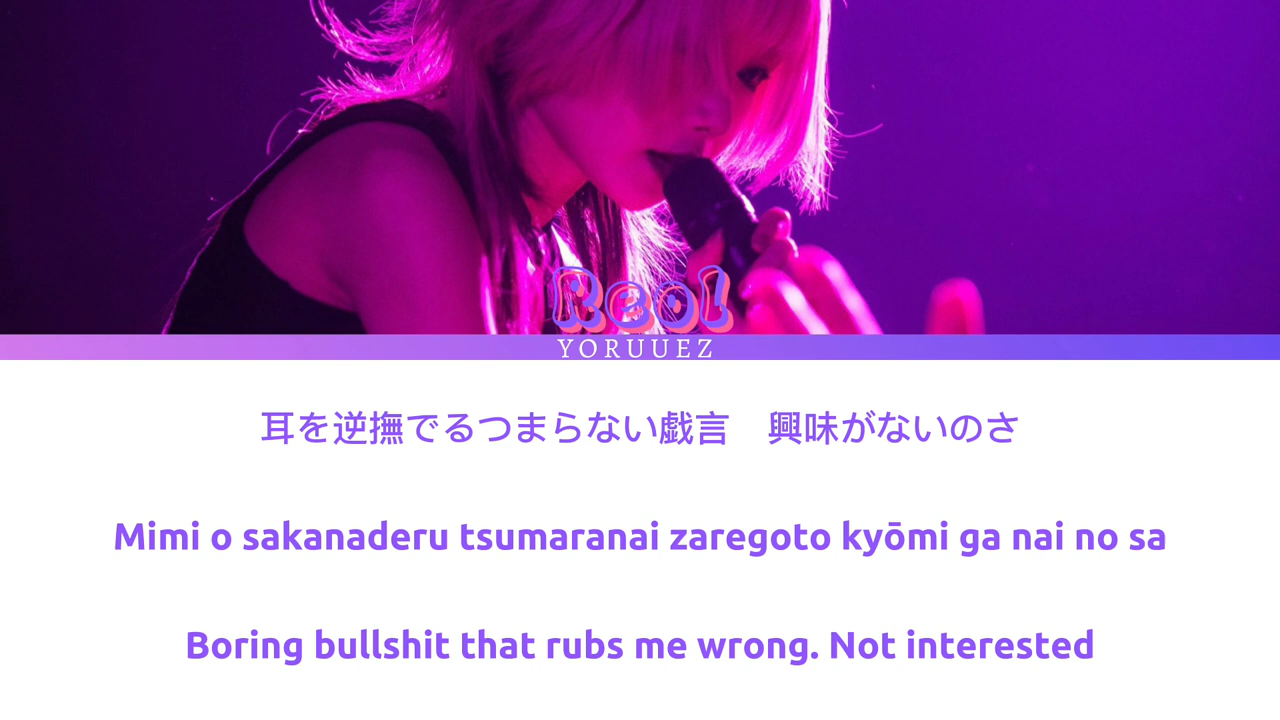 Reol
YORUUEZ
耳を逆撫でるつまらない戯言　興味がないのさ
Mimi o sakanaderu tsumaranai zaregoto kyōmi ga nai no sa
Boring bullshit that rubs me wrong. Not interested